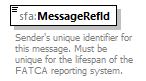 sfa:MessageRefId
Sender's unique identifier for
this message. Must be
unique for the lifespan of the
FATCA reporting system.